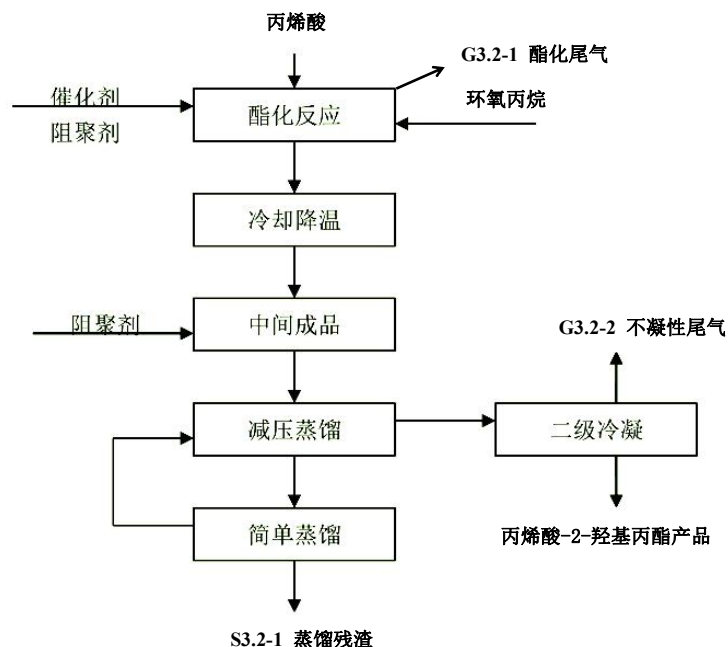 丙烯酸
G3.2-1 酯化尾气
催化剂
阻聚剂
酯化反应
环氧丙烷
冷却降温
阻聚剂
中间成品
G3.2-2 不凝性尾气
减压蒸馏
二级冷凝
简单蒸馏
丙烯酸-2-羟基丙酯产品
S3.2-1 蒸馏残渣